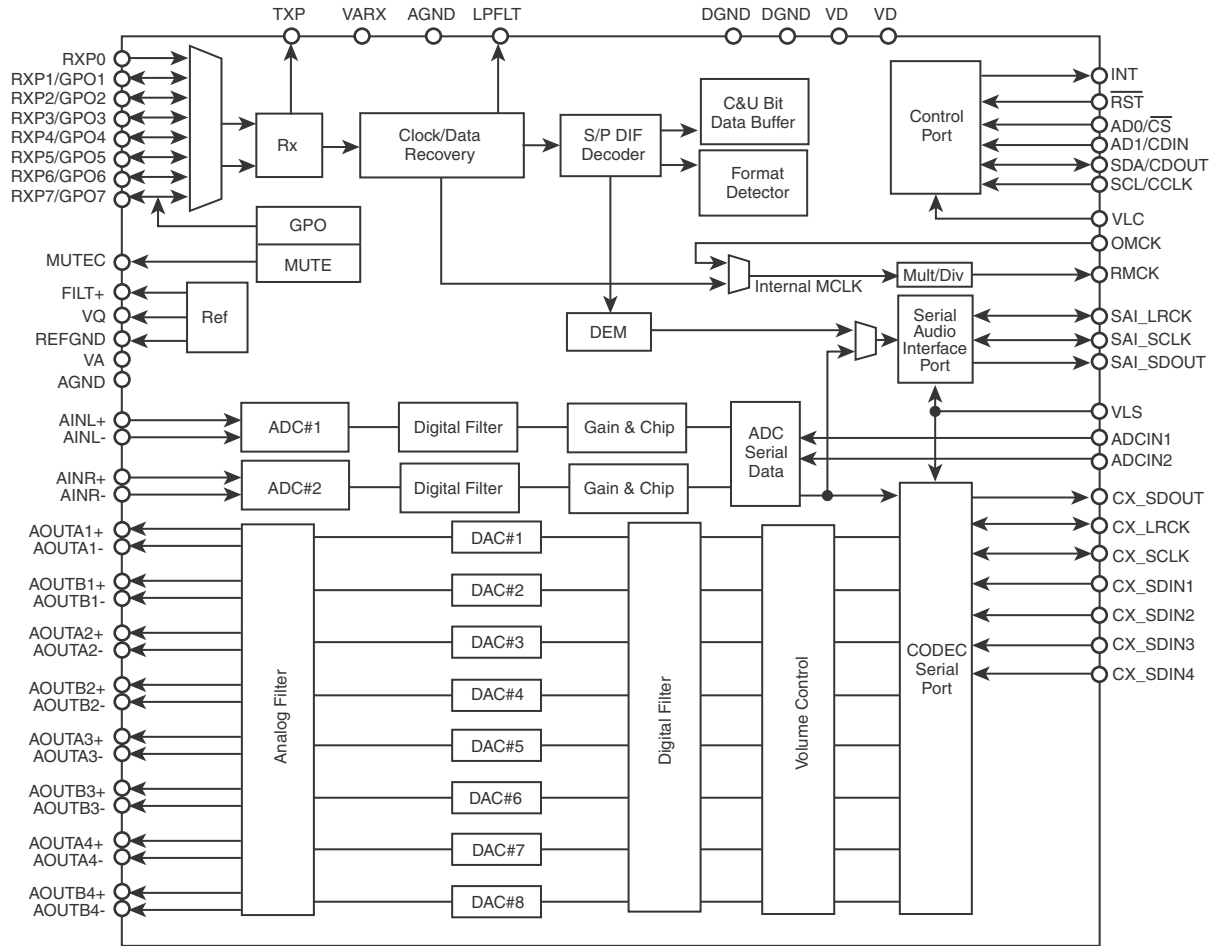 TXP VARX AGND LPFLT DGND DGND VD VD
RXP0
RXP1/GPO1
RXP2/GPO2
RXP3/GPO3
RXP4/GPO4
RXP5/GPO5
RXP6/GPO6
RXP7/GPO7
Rx
Clock/Data
Recovery
S/P DIF
Decoder
C&U Bit
Data Buffer
Format
Detector
Control
Port
INT
RST
AD0/CS
AD1/CDIN
SDA/CDOUT
SCL/CCLK
VLC
OMCK
RMCK
GPO
MUTE
MUTEC
FILT+
VQ
REFGND
VA
AGND
Ref
Internal MCLK
Mult/Div
DEM
Serial
Audio
Interface
Port
SAI_LRCK
SAI_SCLK
SAI_SDOUT
VLS
ADCIN1
ADCIN2
AINL+
AINL-
AINR+
AINR-
ADC#1
Digital Filter
Gain & Chip
ADC#2
Digital Filter
Gain & Chip
ADC
Serial
Data
CX_SDOUT
CX_LRCK
CX_SCLK
CX_SDIN1
CX_SDIN2
CX_SDIN3
CX_SDIN4
AOUTA1+
AOUTA1-
AOUTB1+
AOUTB1-
AOUTA2+
AOUTA2-
AOUTB2+
AOUTB2-
AOUTA3+
AOUTA3-
AOUTB3+
AOUTB3-
AOUTA4+
AOUTA4-
AOUTB4+
AOUTB4-
Analog Filter
DAC#1
DAC#2
DAC#3
DAC#4
DAC#5
DAC#6
DAC#7
DAC#8
Digital Filter
Volume Control
CODEC
Serial
Port